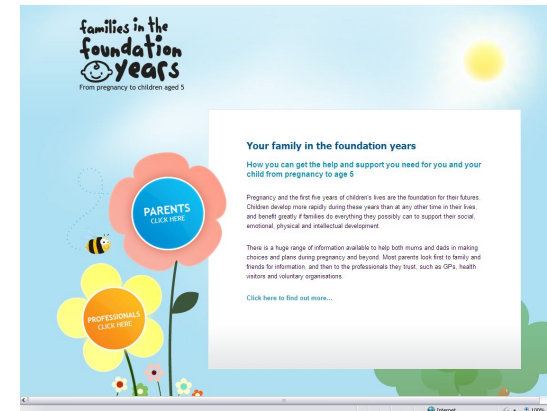 families in the
foundation
years
From pregnancy to children aged 5
Your family in the foundation years
How you can get the help and support you need for you and your
child from pregnancy to age 5
Pregnancy and the first five years of children's lives are the foundation for their futures.
Children develop more rapidly during these years than at any other time in their lives,
and benefit greatly if families do everything they possibly can to support their social,
emotional, physical and intellectual development.
There is a huge range of information available to help both mums and dads in making
choices and plans during pregnancy and beyond. Most parents look first to family and
friends for information, and then to the professionals they trust, such as GPs, health
visitors and voluntary organisations.
Click here to find out more...
PARENTS
CLICK HERE
PROFESSIONALS
CLICK HERE
Internet
100%